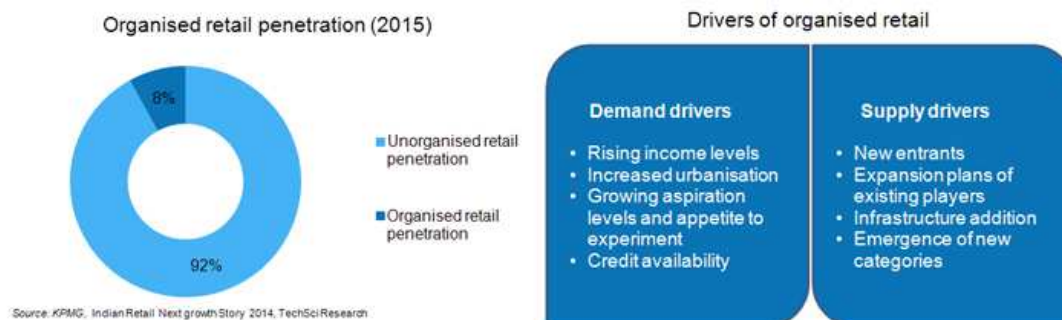 Organised retail penetration (2015)
8%
92%
Unorganised retail
penetration
Organised retail
penetration
Source: KPMG, Indian Retail Next growth Story 2014, TechSci Research
Drivers of organised retail
Demand drivers
• Rising income levels
• Increased urbanisation
• Growing aspiration
levels and appetite to
experiment
• Credit availability
Supply drivers
• New entrants
• Expansion plans of
existing players
• Infrastructure addition
• Emergence of new
categories